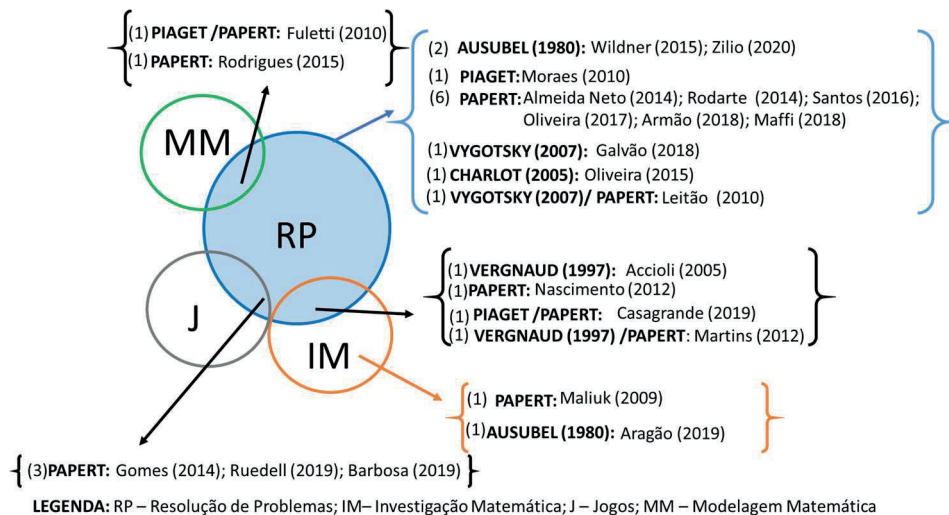 (1) PIAGET /PAPERT: Fuletti (2010)
(1) PAPERT: Rodrigues (2015)
(2) AUSUBEL (1980): Wildner (2015); Zilio (2020)
(1) PIAGET: Moraes (2010)
(6) PAPERT: Almeida Neto (2014); Rodarte (2014); Santos (2016);
Oliveira (2017); Armão (2018); Maffi (2018)
(1) VYGOTSKY (2007): Galvão (2018)
(1) CHARLOT (2005): Oliveira (2015)
(1) VYGOTSKY (2007)/ PAPERT: Leitão (2010)
MM
RP
J
IM
(1) VERGNAUD (1997): Accioli (2005)
(1) PAPERT: Nascimento (2012)
(1) PIAGET /PAPERT: Casagrande (2019)
(1) VERGNAUD (1997) /PAPERT: Martins (2012)
(1) PAPERT: Maliuk (2009)
(1) AUSUBEL (1980): Aragão (2019)
(3) PAPERT: Gomes (2014); Ruedell (2019); Barbosa (2019)
LEGENDA: RP – Resolução de Problemas; IM– Investigação Matemática; J – Jogos; MM – Modelagem Matemática